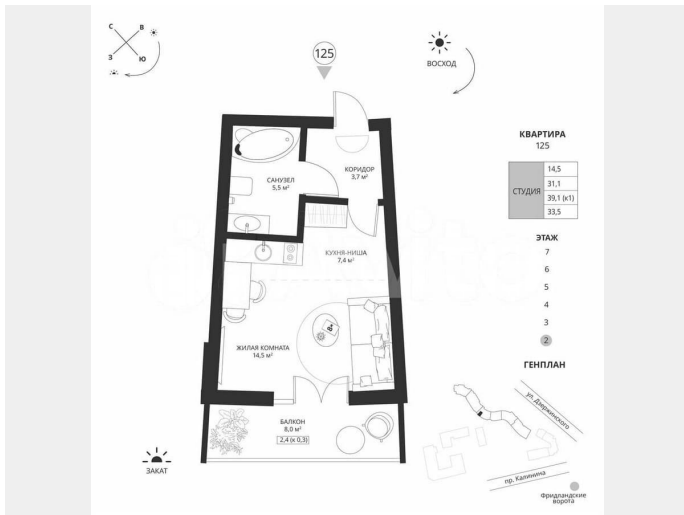 С
В
З
Ю
125
ВОСХОД
САНУЗЕЛ
5,5 м²
КОРИДОР
3,7 м²
КУХНЯ-НИША
7,4 м²
ЖИЛАЯ КОМНАТА
14,5 м²
БАЛКОН
8,0 м²
2,4 (х 0,3)
ЗАКАТ
КВАРТИРА
125
СТУДИЯ
14,5
31,1
39,1 (к1)
33,5
ЭТАЖ
7
6
5
4
3
2
ГЕНПЛАН
ул. Дзержинского
пр. Калинина
Фридландские
ворота